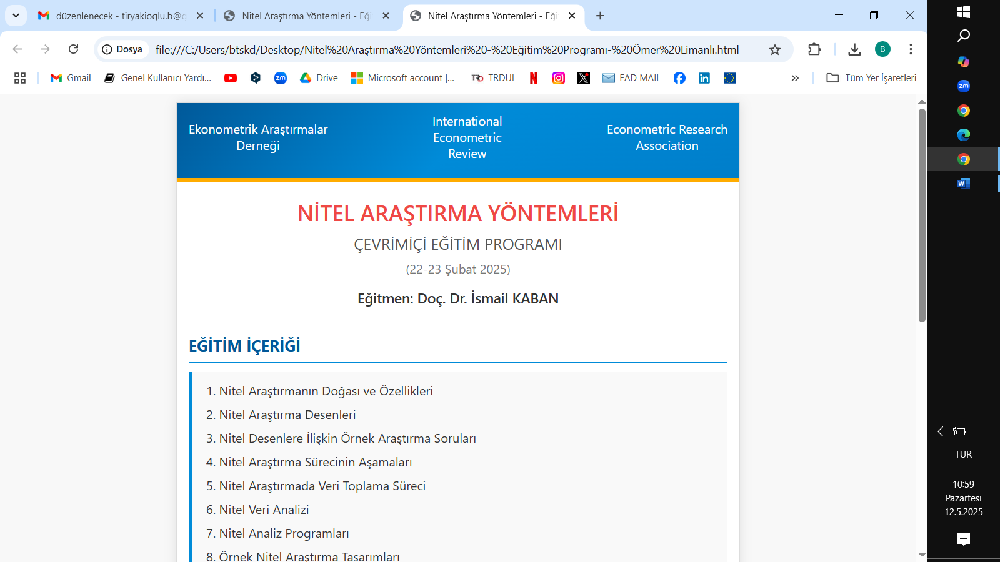 düzenlenecek - tiryakioglu.b@g
Nitel Araştırma Yöntemleri - Eği
Nitel Araştırma Yöntemleri - Eği
Dosya
file:///C:/Users/btskd/Desktop/Nitel%20Araştırma%20Yöntemleri%20-%20Eğitim%20Programı-%20Ömer%20Limanlı.html
B
Gmail
Genel Kullanıcı Yardı...
zm
Drive
Microsoft account |...
TRDUI
EAD MAIL
Tüm Yer İşaretleri
Ekonometrik Araştırmalar
Derneği
International
Econometric
Review
Econometric Research
Association
NİTEL ARAŞTIRMA YÖNTEMLERİ
ÇEVRİMİÇİ EĞİTİM PROGRAMI
(22-23 Şubat 2025)
Eğitmen: Doç. Dr. İsmail KABAN
EĞİTİM İÇERİĞİ
1. Nitel Araştırmanın Doğası ve Özellikleri
2. Nitel Araştırma Desenleri
3. Nitel Desenlere İlişkin Örnek Araştırma Soruları
4. Nitel Araştırma Sürecinin Aşamaları
5. Nitel Araştırmada Veri Toplama Süreci
6. Nitel Veri Analizi
7. Nitel Analiz Programları
8. Örnek Nitel Araştırma Tasarımları
zm
W
TUR
10:59
Pazartesi
12.5.2025